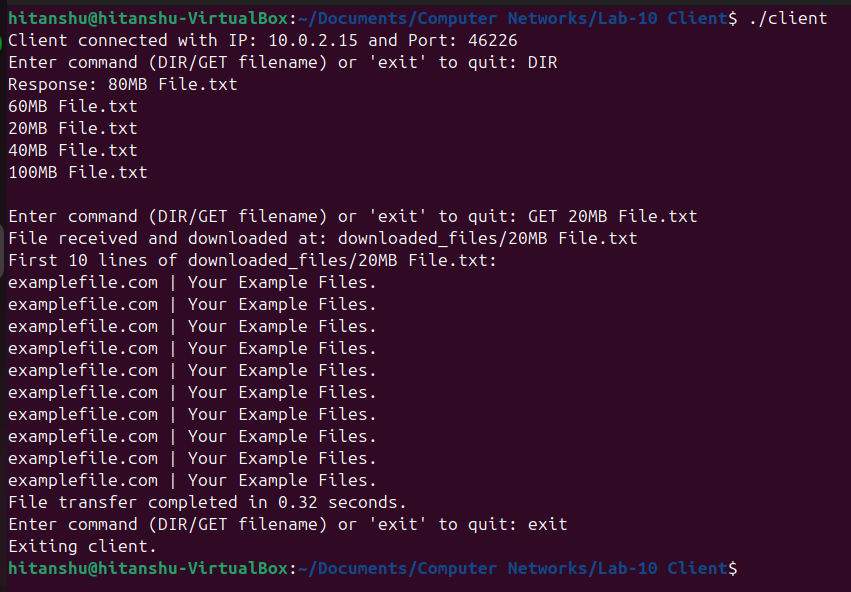 hitanshu@hitanshu-VirtualBox:~/Documents/Computer Networks/Lab-10 Client$ ./client
Client connected with IP: 10.0.2.15 and Port: 46226
Enter command (DIR/GET filename) or 'exit' to quit: DIR
Response: 80MB File.txt
60MB File.txt
20MB File.txt
40MB File.txt
100MB File.txt
Enter command (DIR/GET filename) or 'exit' to quit: GET 20MB File.txt
File received and downloaded at: downloaded_files/20MB File.txt
First 10 lines of downloaded_files/20MB File.txt:
examplefile.com | Your Example Files.
examplefile.com | Your Example Files.
examplefile.com | Your Example Files.
examplefile.com | Your Example Files.
examplefile.com | Your Example Files.
examplefile.com | Your Example Files.
examplefile.com | Your Example Files.
examplefile.com | Your Example Files.
examplefile.com | Your Example Files.
examplefile.com | Your Example Files.
File transfer completed in 0.32 seconds.
Enter command (DIR/GET filename) or 'exit' to quit: exit
Exiting client.
hitanshu@hitanshu-VirtualBox:~/Documents/Computer Networks/Lab-10 Client$